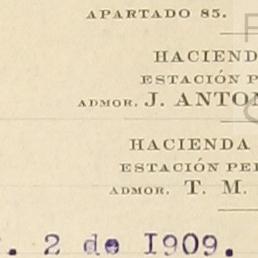 APARTADO 85.
HACIEND
ESTACIÓN P
ADMOR. J. ANTON
HACIENDA
ESTACIÓN PE
ADMOR. T. M.
. 2 de 1909.